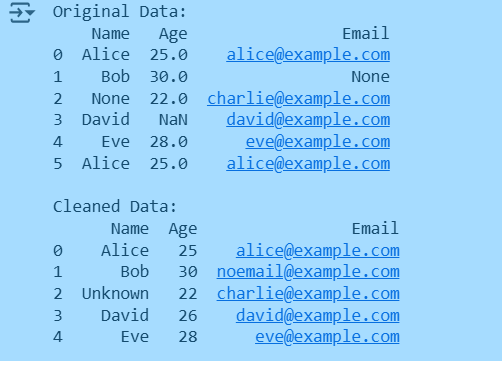 Original Data:
    Name   Age                Email
0  Alice  25.0    alice@example.com
1    Bob  30.0                 None
2   None  22.0  charlie@example.com
3  David   NaN    david@example.com
4    Eve  28.0      eve@example.com
5  Alice  25.0    alice@example.com

Cleaned Data:
      Name  Age                Email
0    Alice   25    alice@example.com
1      Bob   30  noemail@example.com
2  Unknown   22  charlie@example.com
3    David   26    david@example.com
4      Eve   28      eve@example.com